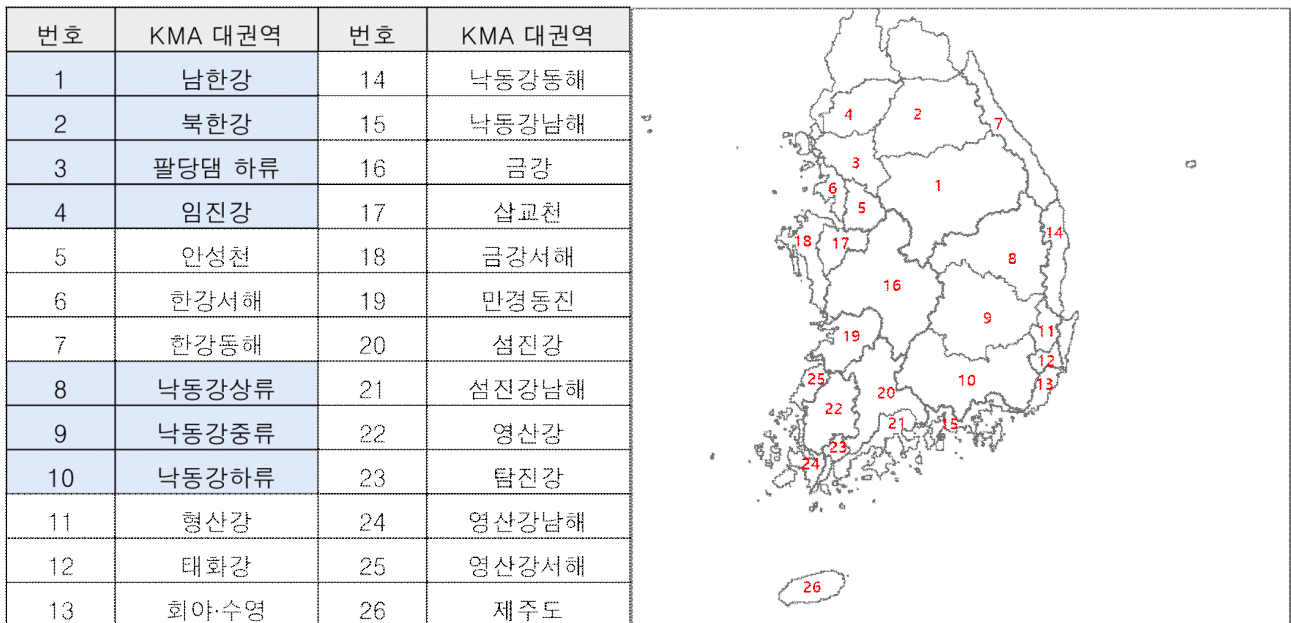 번호 KMA 대권역 번호 KMA 대권역
1 남한강 14 낙동강동해
2 북한강 15 낙동강남해
3 팔당댐 하류 16 금강
4 임진강 17 삽교천
5 안성천 18 금강서해
6 한강서해 19 만경동진
7 한강동해 20 섬진강
8 낙동강상류 21 섬진강남해
9 낙동강중류 22 영산강
10 낙동강하류 23 탐진강
11 형산강 24 영산강남해
12 태화강 25 영산강서해
13 회야·수영 26 제주도
4
2
7
3
6
1
5
18
17
14
8
16
9
11
19
12
25
10
13
20
22
21
15
23
24
26